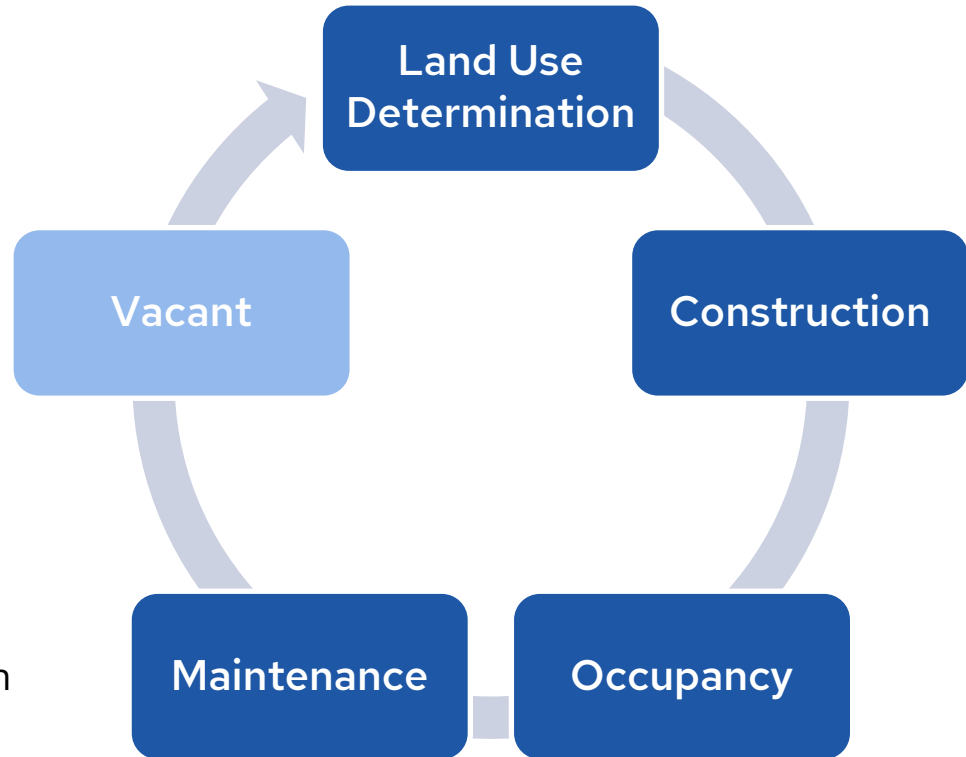 Land Use
Determination
Vacant
Construction
Maintenance
Occupancy